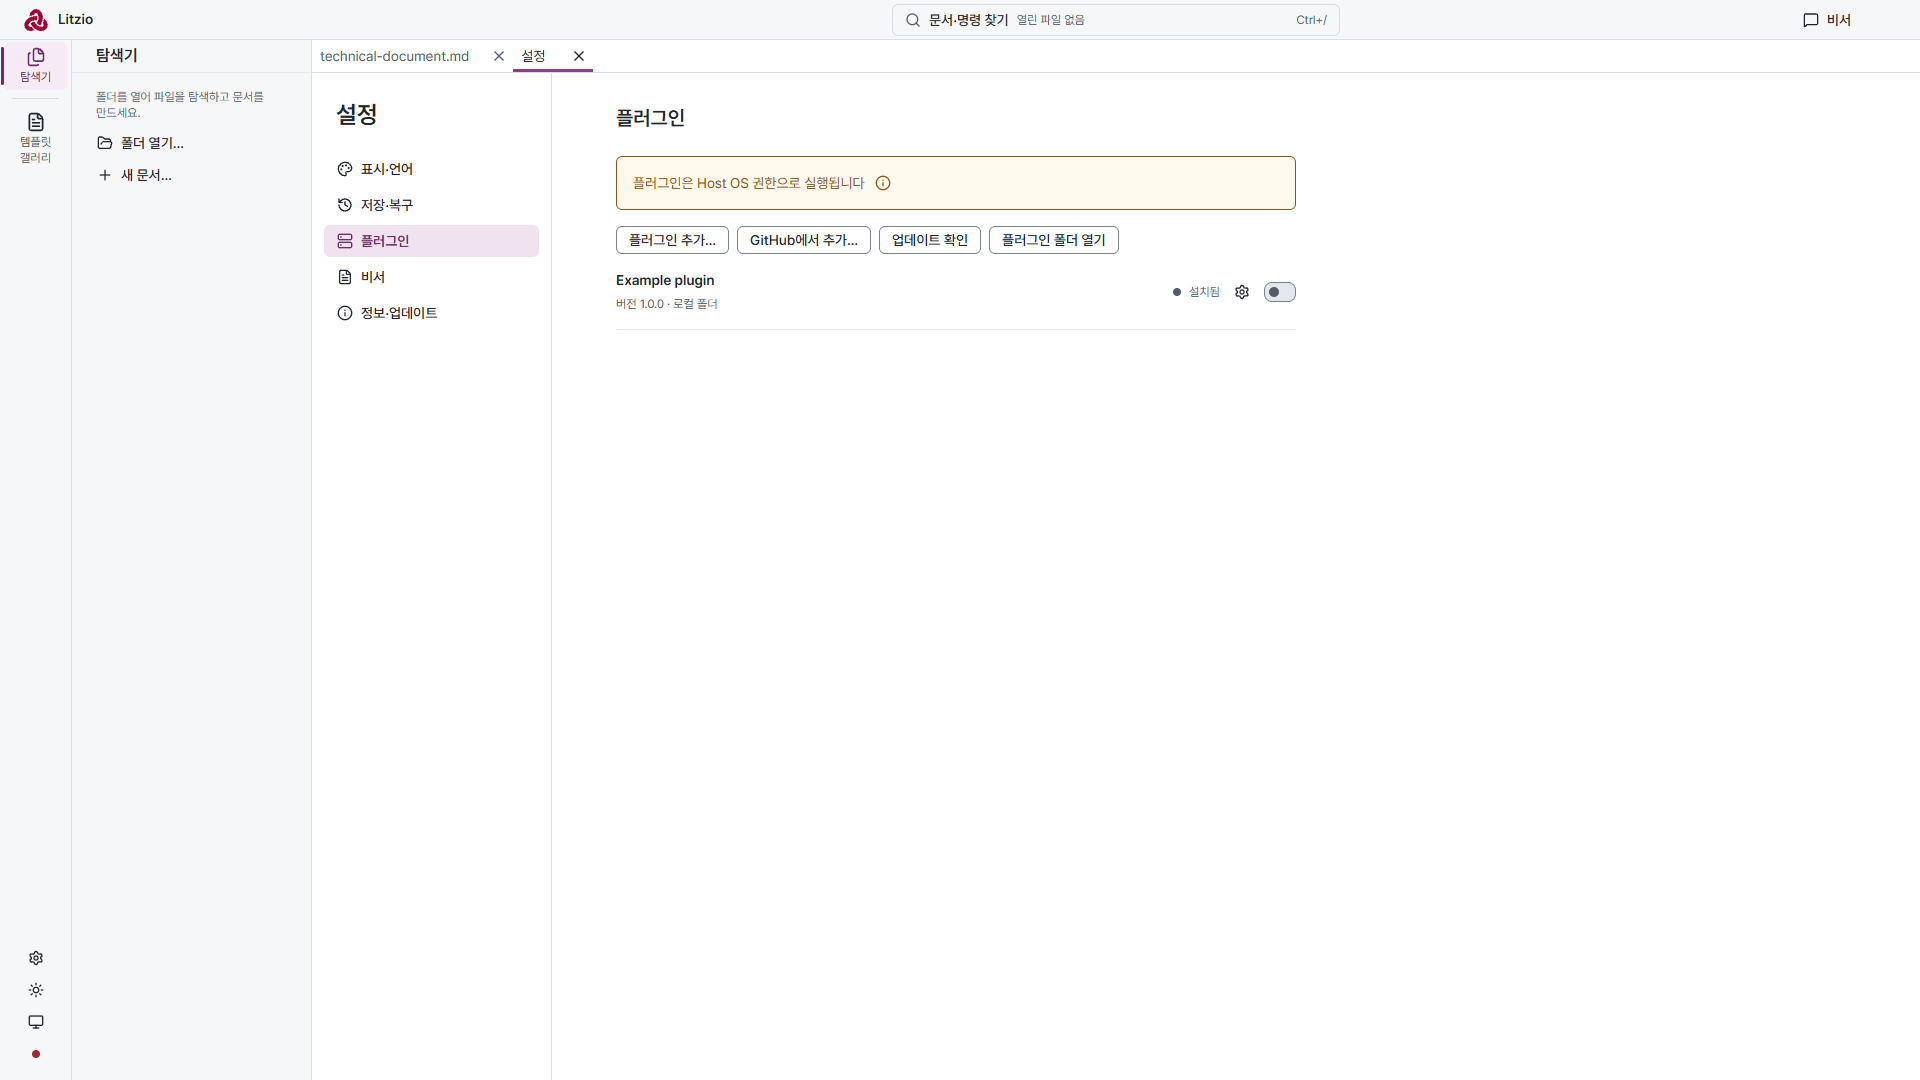 Litzio
문서·명령 찾기 열린 파일 없음 Ctrl+/
비서
탐색기
템플릿
갤러리
탐색기
폴더를 열어 파일을 탐색하고 문서를
만드세요.
폴더 열기...
새 문서...
technical-document.md
설정
설정
표시·언어
저장·복구
플러그인
비서
정보·업데이트
플러그인
플러그인은 Host OS 권한으로 실행됩니다
플러그인 추가...
GitHub에서 추가...
업데이트 확인
플러그인 폴더 열기
Example plugin
버전 1.0.0 · 로컬 폴더
설치됨